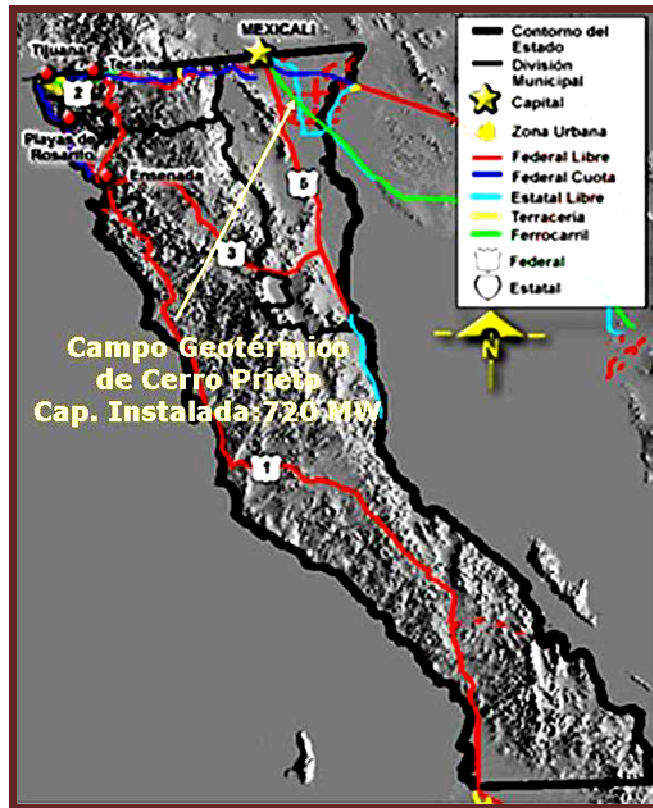 MEXICALI
Tijuana
Tecate
2
Playas de
Rosarito
Ensenada
5
3
Campo Geotérmico
de Cerro Prieto
Cap. Instalada:720 MW
1
Contorno del
Estado
División
Municipal
Capital
Zona Urbana
Federal Libre
Federal Cuota
Estatal Libre
Terraceria
Ferrocarril
Federal
Estatal
N